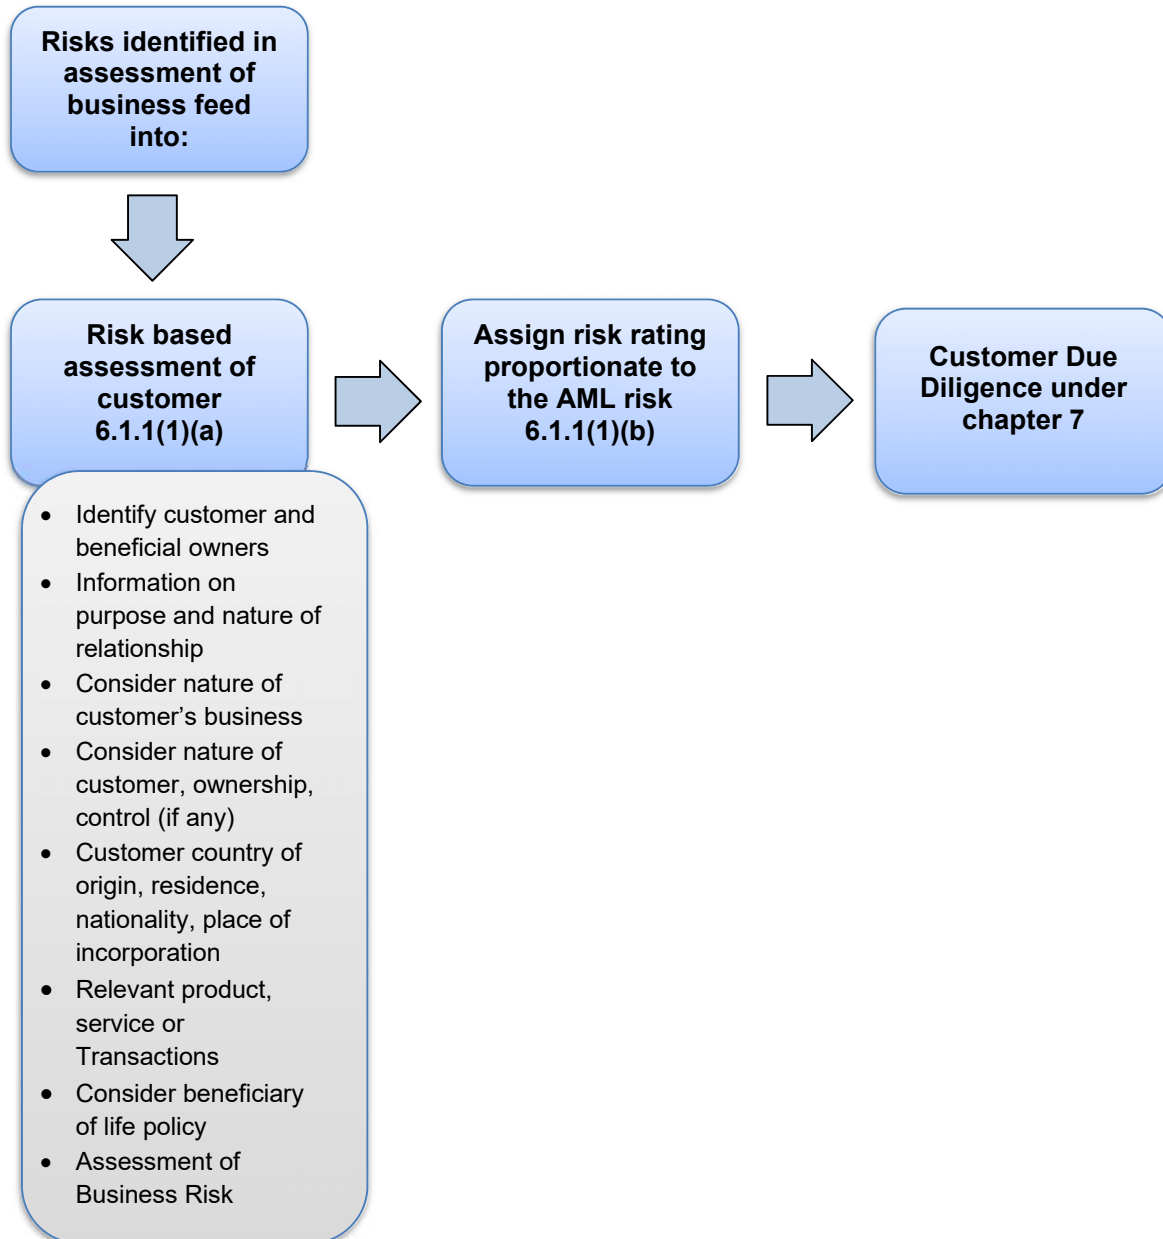 Risks identified in
assessment of
business feed
into:
Risk based
assessment of
customer
6.1.1(1)(a)
Assign risk rating
proportionate to
the AML risk
6.1.1(1)(b)
Customer Due
Diligence under
chapter 7
• Identify customer and
beneficial owners
• Information on
purpose and nature of
relationship
• Consider nature of
customer’s business
• Consider nature of
customer, ownership,
control (if any)
• Customer country of
origin, residence,
nationality, place of
incorporation
• Relevant product,
service or
Transactions
• Consider beneficiary
of life policy
• Assessment of
Business Risk